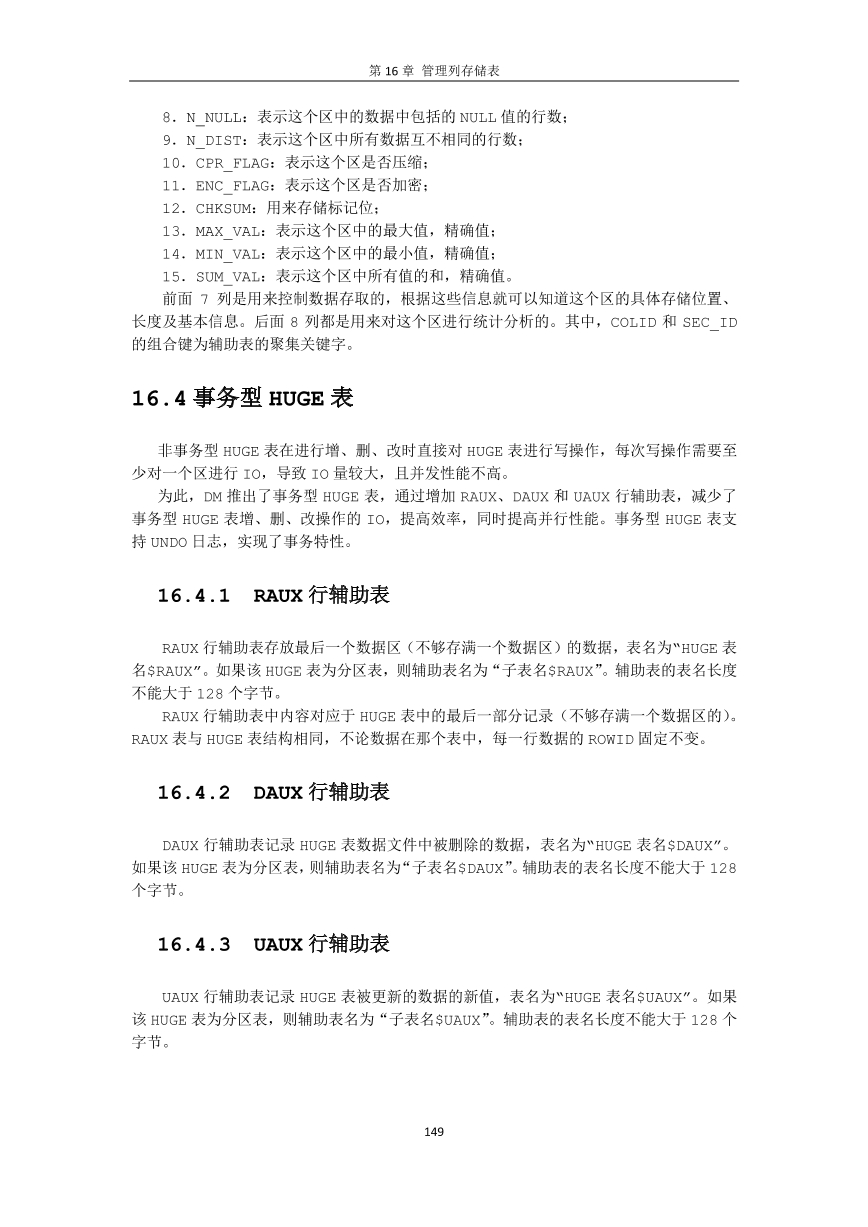 第 16 章 管理列存储表
8. N_NULL：表示这个区中的数据中包括的 NULL 值的行数；
9. N_DIST：表示这个区中所有数据互不相同的行数；
10. CPR_FLAG：表示这个区是否压缩；
11. ENC_FLAG：表示这个区是否加密；
12. CHKSUM：用来存储标记位；
13. MAX_VAL：表示这个区中的最大值，精确值；
14. MIN_VAL：表示这个区中的最小值，精确值；
15. SUM_VAL：表示这个区中所有值的和，精确值。
前面 7 列是用来控制数据存取的，根据这些信息就可以知道这个区的具体存储位置、
长度及基本信息。后面 8 列都是用来对这个区进行统计分析的。其中，COLID 和 SEC_ID
的组合键为辅助表的聚集关键字。
16.4 事务型 HUGE 表
非事务型 HUGE 表在进行增、删、改时直接对 HUGE 表进行写操作，每次写操作需要至
少对一个区进行 IO，导致 IO 量较大，且并发性能不高。
为此，DM 推出了事务型 HUGE 表，通过增加 RAUX、DAUX 和 UAUX 行辅助表，减少了
事务型 HUGE 表增、删、改操作的 IO，提高效率，同时提高并行性能。事务型 HUGE 表支
持 UNDO 日志，实现了事务特性。
16.4.1 RAUX 行辅助表
RAUX 行辅助表存放最后一个数据区（不够存满一个数据区）的数据，表名为“HUGE 表
名$RAUX”。如果该 HUGE 表为分区表，则辅助表名为“子表名$RAUX”。辅助表的表名长度
不能大于 128 个字节。
RAUX 行辅助表中内容对应于 HUGE 表中的最后一部分记录（不够存满一个数据区的）。
RAUX 表与 HUGE 表结构相同，不论数据在那个表中，每一行数据的 ROWID 固定不变。
16.4.2 DAUX 行辅助表
DAUX 行辅助表记录 HUGE 表数据文件中被删除的数据，表名为“HUGE 表名$DAUX”。
如果该 HUGE 表为分区表，则辅助表名为“子表名$DAUX”。辅助表的表名长度不能大于 128
个字节。
16.4.3 UAUX 行辅助表
UAUX 行辅助表记录 HUGE 表被更新的数据的新值，表名为“HUGE 表名$UAUX”。如果
该 HUGE 表为分区表，则辅助表名为“子表名$UAUX”。辅助表的表名长度不能大于 128 个
字节。
149